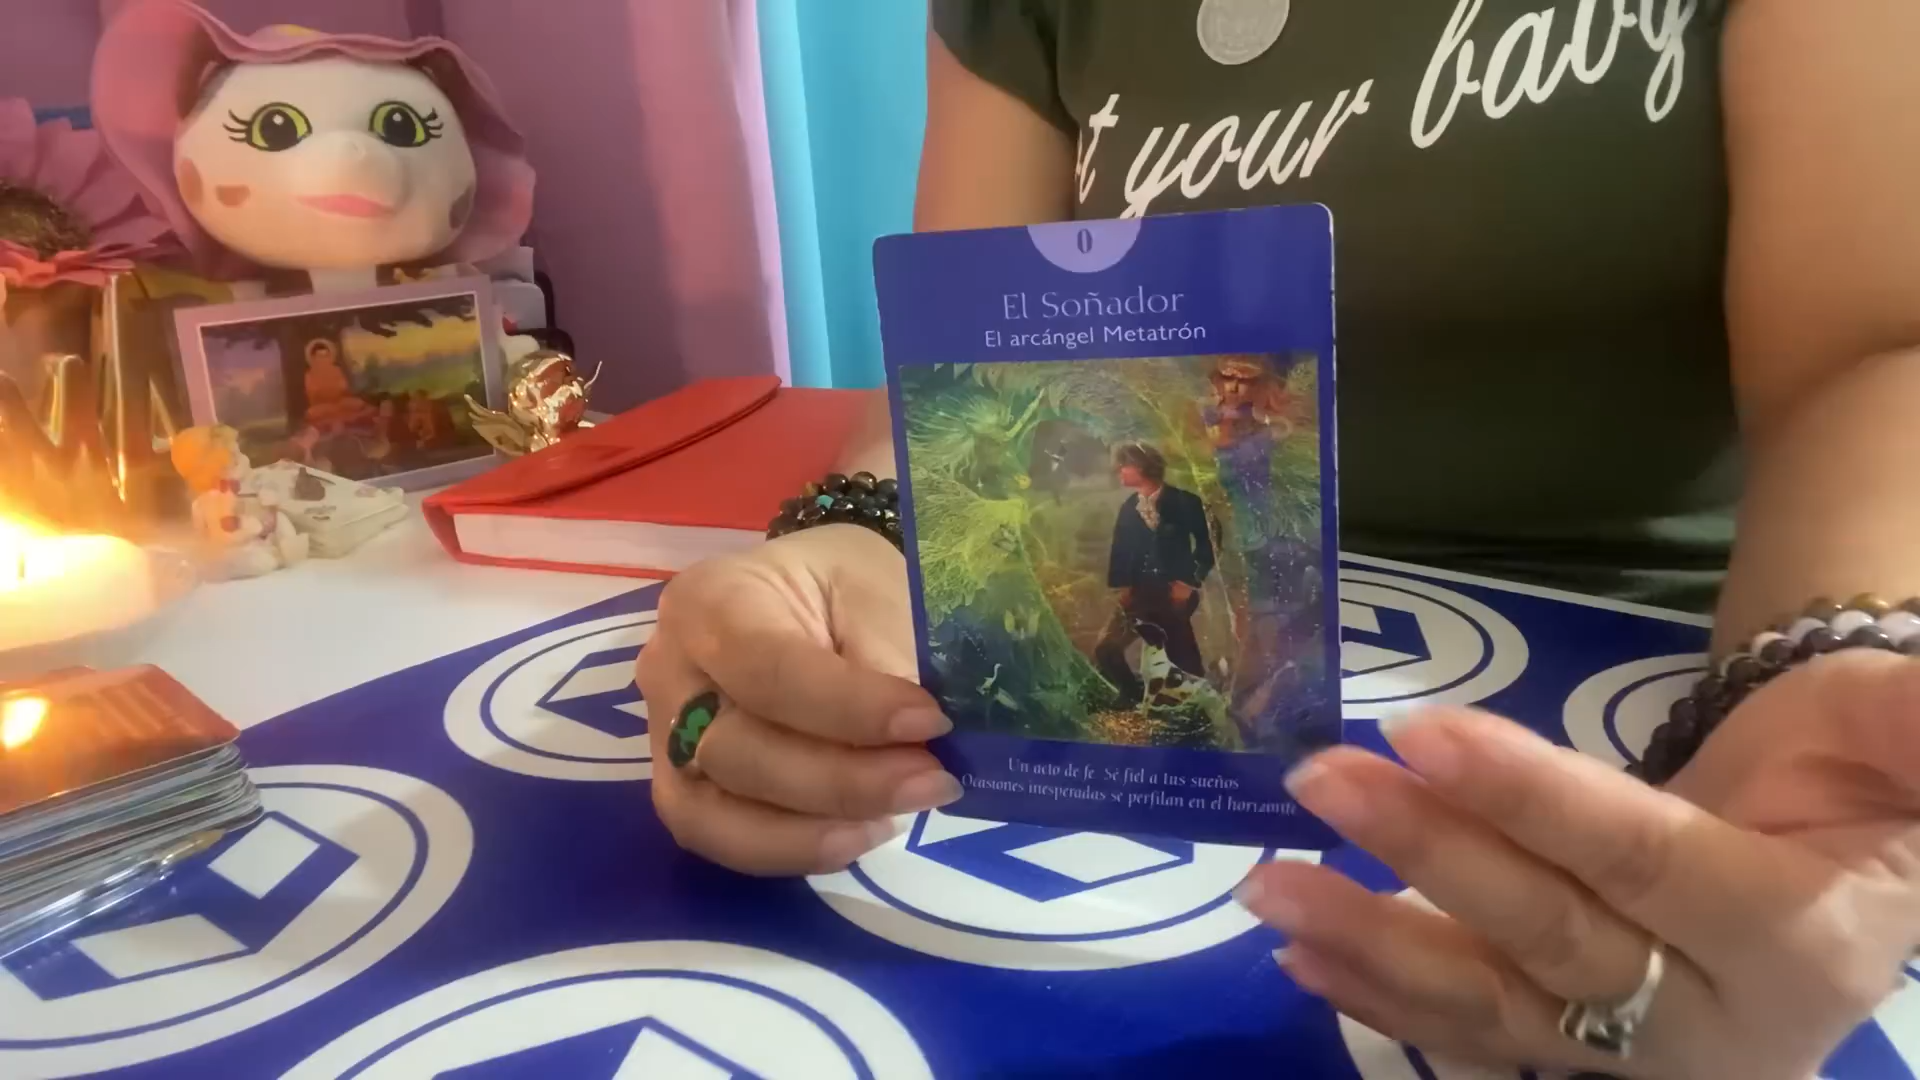 t your baby
0
El Soñador
El arcángel Metatrón
Un acto de fe Sé fiel a tus sueños
Ocasiones inesperadas se perfilan en el horizonte